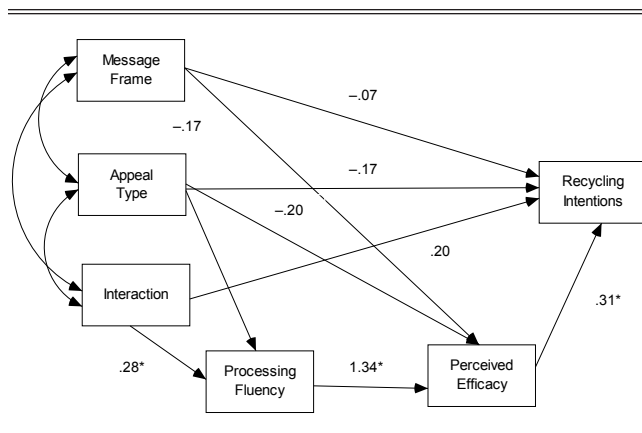 Message
Frame
–.07
–.17
Appeal
Type
–.17
Recycling
Intentions
–.20
.20
Interaction
.31*
.28*
Processing
Fluency
1.34*
Perceived
Efficacy